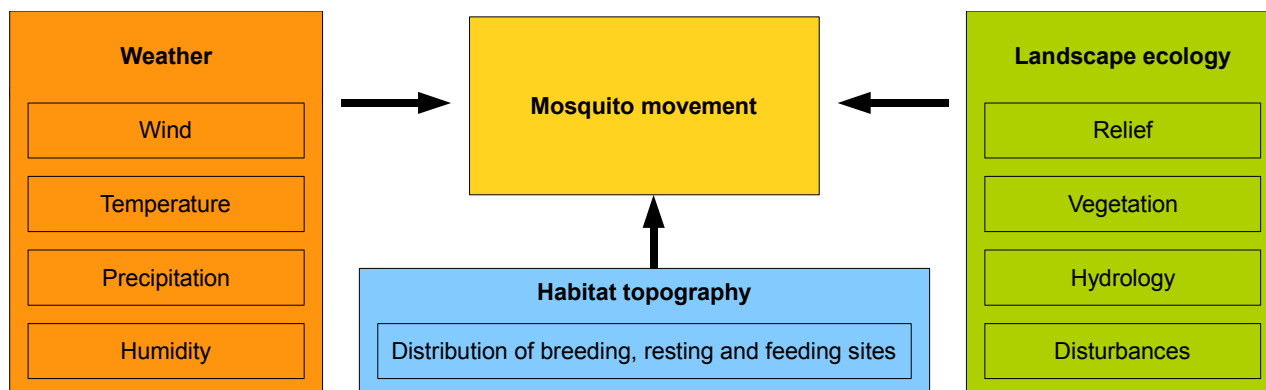 Weather
Wind
Temperature
Precipitation
Humidity
Mosquito movement
Habitat topography
Distribution of breeding, resting and feeding sites
Landscape ecology
Relief
Vegetation
Hydrology
Disturbances